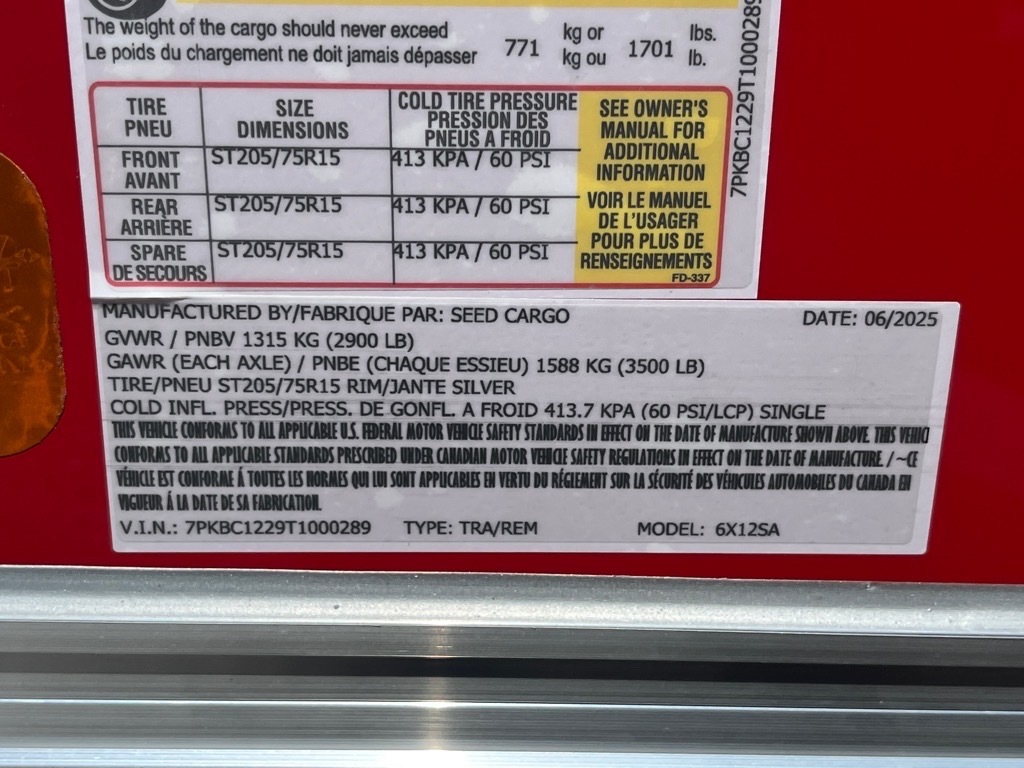 The weight of the cargo should never exceed 771 kg or 1701 lbs.
Le poids du chargement ne doit jamais dépasser kg ou lb.
TIRE PNEU
SIZE DIMENSIONS
COLD TIRE PRESSURE PRESSION DES PNEUS A FROID
SEE OWNER'S
MANUAL FOR
ADDITIONAL
INFORMATION
VOIR LE MANUEL
DE L'USAGER
POUR PLUS DE
RENSEIGNEMENTS
FD-337
FRONT AVANT ST205/75R15 413 KPA / 60 PSI
REAR ARRIÈRE ST205/75R15 413 KPA / 60 PSI
SPARE DE SECOURS ST205/75R15 413 KPA / 60 PSI
7PKBC1229T1000289
MANUFACTURED BY/FABRIQUE PAR: SEED CARGO DATE: 06/2025
GVWR / PNBV 1315 KG (2900 LB)
GAWR (EACH AXLE) / PNBE (CHAQUE ESSIEU) 1588 KG (3500 LB)
TIRE/PNEU ST205/75R15 RIM/JANTE SILVER
COLD INFL. PRESS/PRESS. DE GONFL. A FROID 413.7 KPA (60 PSI/LCP) SINGLE
THIS VEHICLE CONFORMS TO ALL APPLICABLE U.S. FEDERAL MOTOR VEHICLE SAFETY STANDARDS IN EFFECT ON THE DATE OF MANUFACTURE SHOWN ABOVE. THIS VEHIC
CONFORMS TO ALL APPLICABLE STANDARDS PRESCRIBED UNDER CANADIAN MOTOR VEHICLE SAFETY REGULATIONS IN EFFECT ON THE DATE OF MANUFACTURE. / ~CE
VÉHICLE EST CONFORME Á TOUTES LES NORMES QUI LUI SONT APPLICABLES EN VERTU DU RÉGIEMENT SUR LA SÉCURITÉ DES VÉHICULES AUTOMOBILES DU CANADA EN
VIGUEUR Á LA DATE DE SA FABRICATION.
V.I.N.: 7PKBC1229T1000289 TYPE: TRA/REM MODEL: 6X12SA